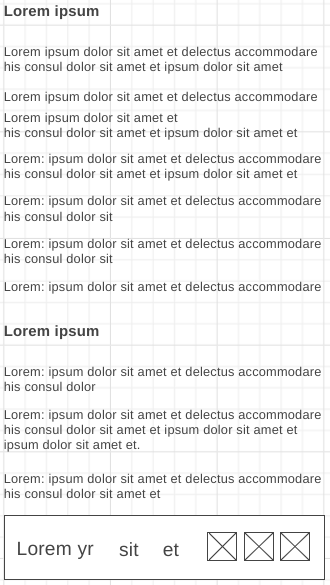 Lorem ipsum
Lorem ipsum dolor sit amet et delectus accommodare
his consul dolor sit amet et ipsum dolor sit amet
Lorem ipsum dolor sit amet et delectus accommodare
Lorem ipsum dolor sit amet et
his consul dolor sit amet et ipsum dolor sit amet et
Lorem: ipsum dolor sit amet et delectus accommodare
his consul dolor sit amet et ipsum dolor sit amet et
Lorem: ipsum dolor sit amet et delectus accommodare
his consul dolor sit
Lorem: ipsum dolor sit amet et delectus accommodare
his consul dolor sit
Lorem: ipsum dolor sit amet et delectus accommodare
Lorem ipsum
Lorem: ipsum dolor sit amet et delectus accommodare
his consul dolor
Lorem: ipsum dolor sit amet et delectus accommodare
his consul dolor sit amet et ipsum dolor sit amet et
ipsum dolor sit amet et.
Lorem: ipsum dolor sit amet et delectus accommodare
his consul dolor sit amet et
Lorem yr sit et